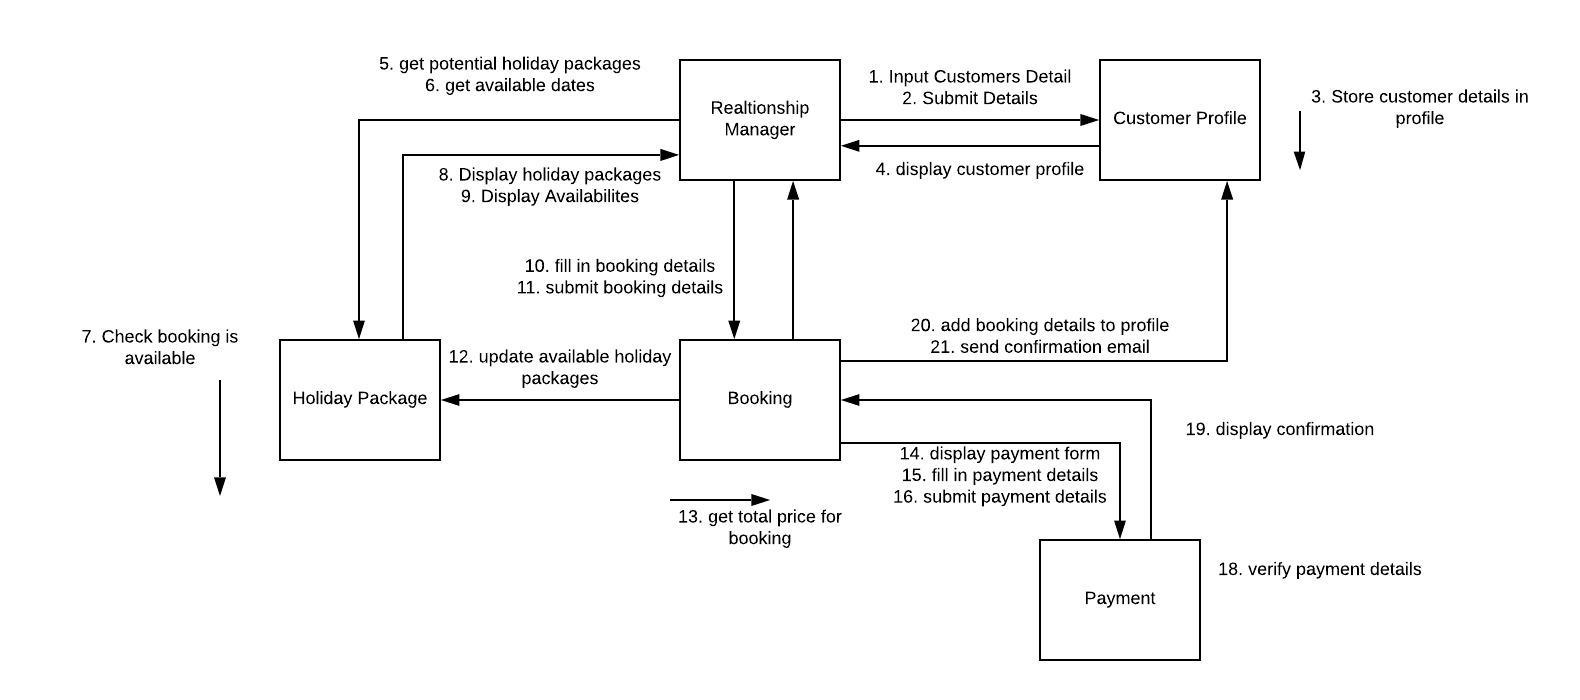 5. get potential holiday packages
6. get available dates
Realtionship
Manager
1. Input Customers Detail
2. Submit Details
Customer Profile
3. Store customer details in
profile
4. display customer profile
8. Display holiday packages
9. Display Availabilites
10. fill in booking details
11. submit booking details
7. Check booking is
available
Holiday Package
12. update available holiday
packages
Booking
20. add booking details to profile
21. send confirmation email
19. display confirmation
14. display payment form
15. fill in payment details
16. submit payment details
13. get total price for
booking
Payment
18. verify payment details